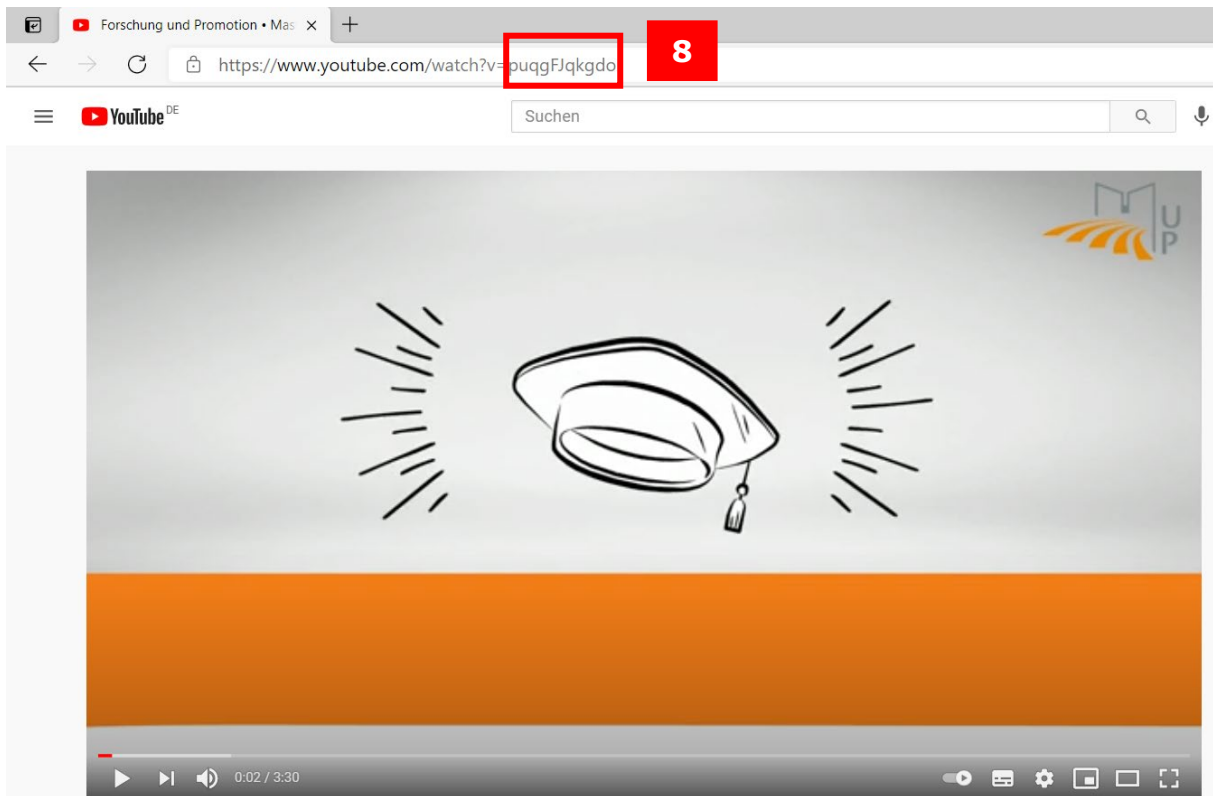 Forschung und Promotion • Mas
8
https://www.youtube.com/watch?v=puqgFJqkgdo
YouTube DE
Suchen
M
U
P
0:02 / 3:30